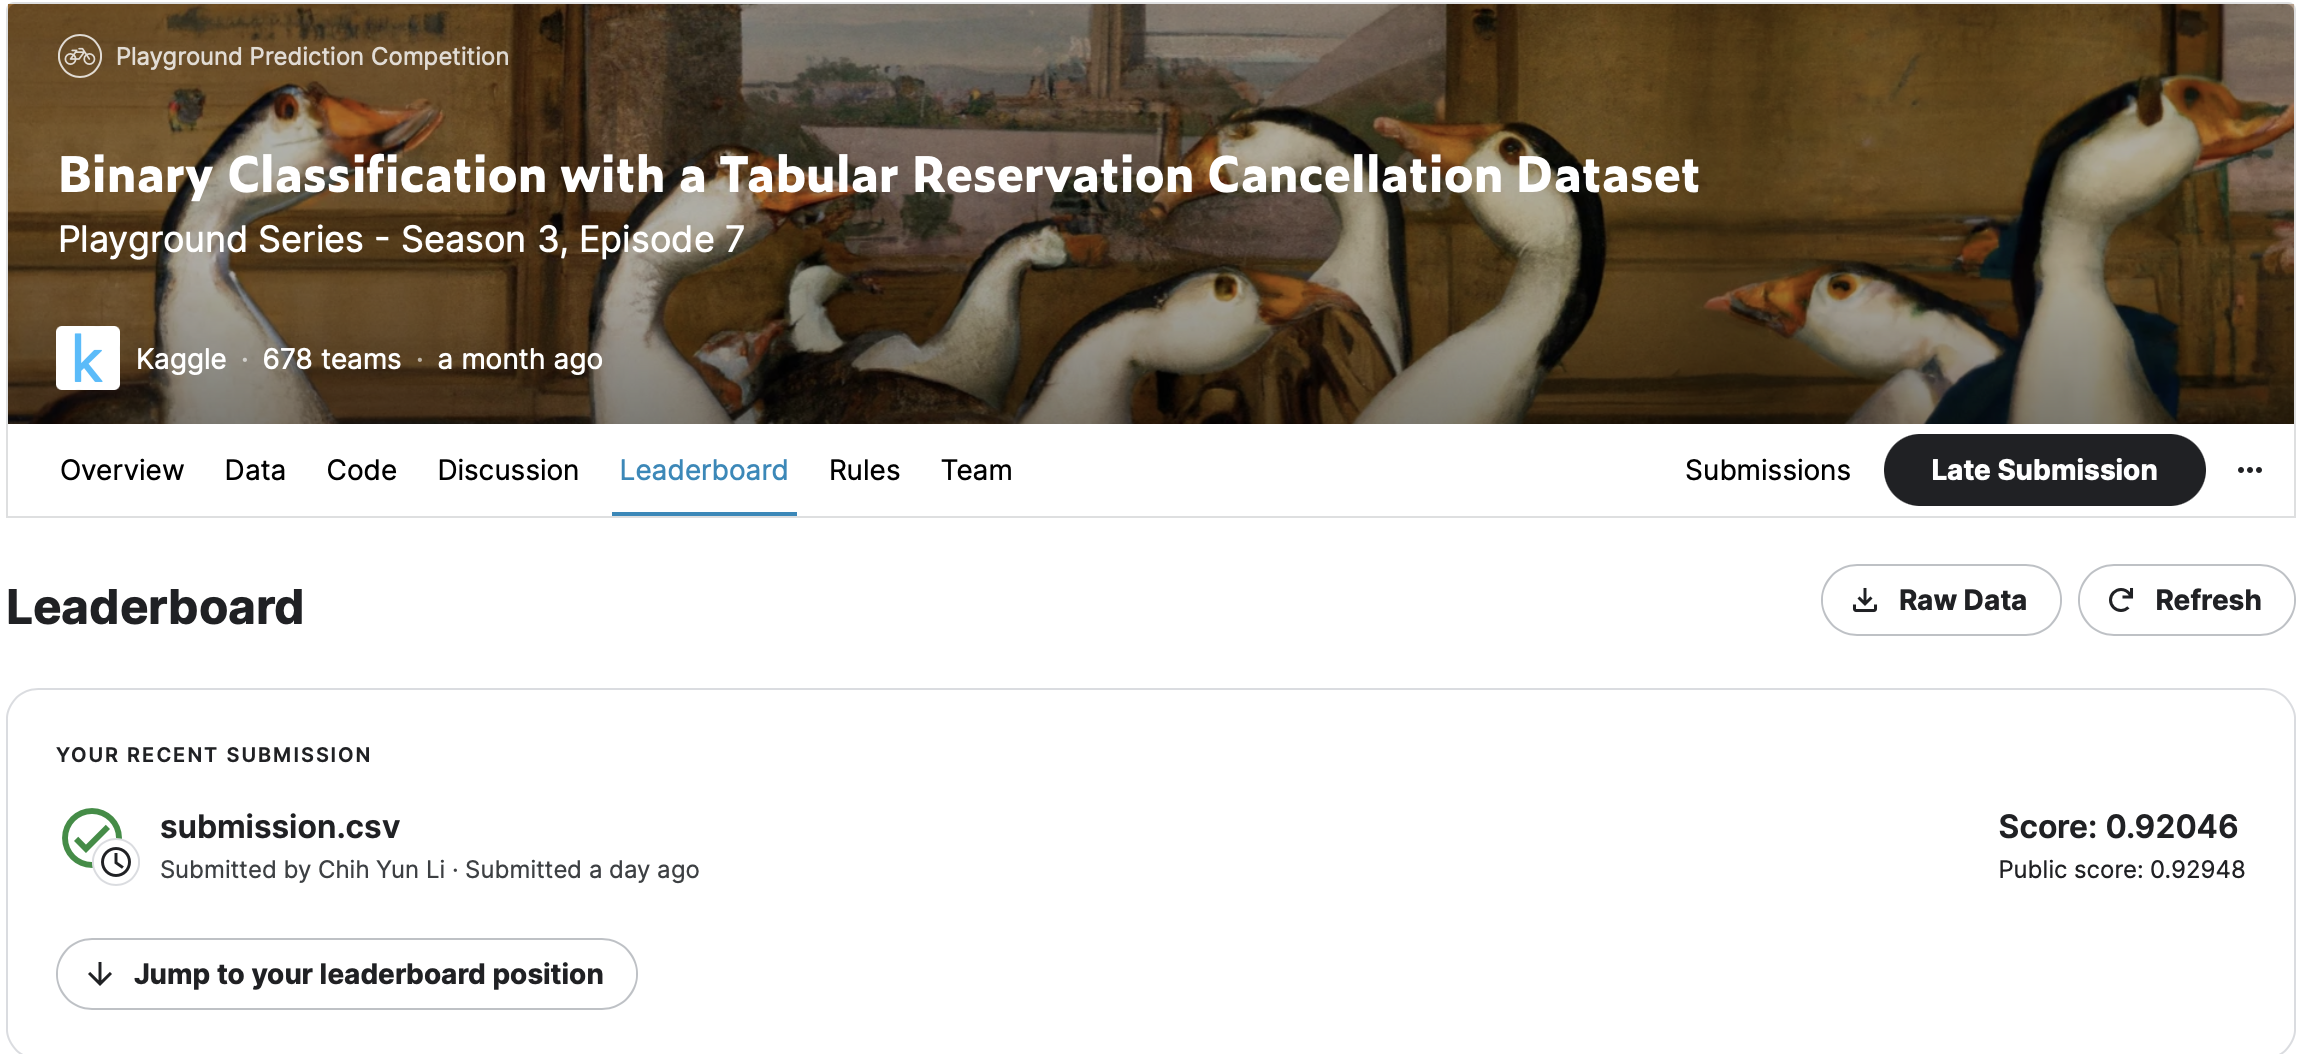 Playground Prediction Competition
Binary Classification with a Tabular Reservation Cancellation Dataset
Playground Series - Season 3, Episode 7
k
Kaggle · 678 teams · a month ago
Overview Data Code Discussion Leaderboard Rules Team Submissions Late Submission ...
Leaderboard Raw Data Refresh
YOUR RECENT SUBMISSION
submission.csv Score: 0.92046
Submitted by Chih Yun Li · Submitted a day ago Public score: 0.92948
Jump to your leaderboard position